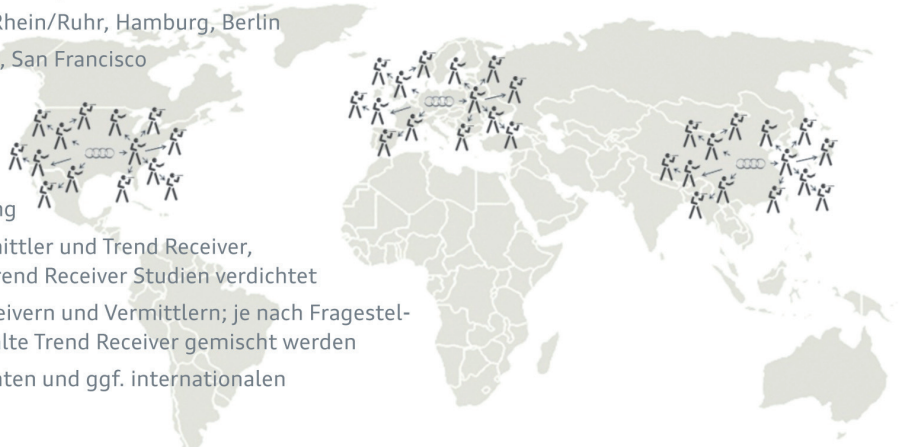 Rhein/Ruhr, Hamburg, Berlin
, San Francisco
ng
ittler und Trend Receiver,
rend Receiver Studien verdichtet
eivern und Vermittlern; je nach Fragestel-
lte Trend Receiver gemischt werden
ten und ggf. internationalen